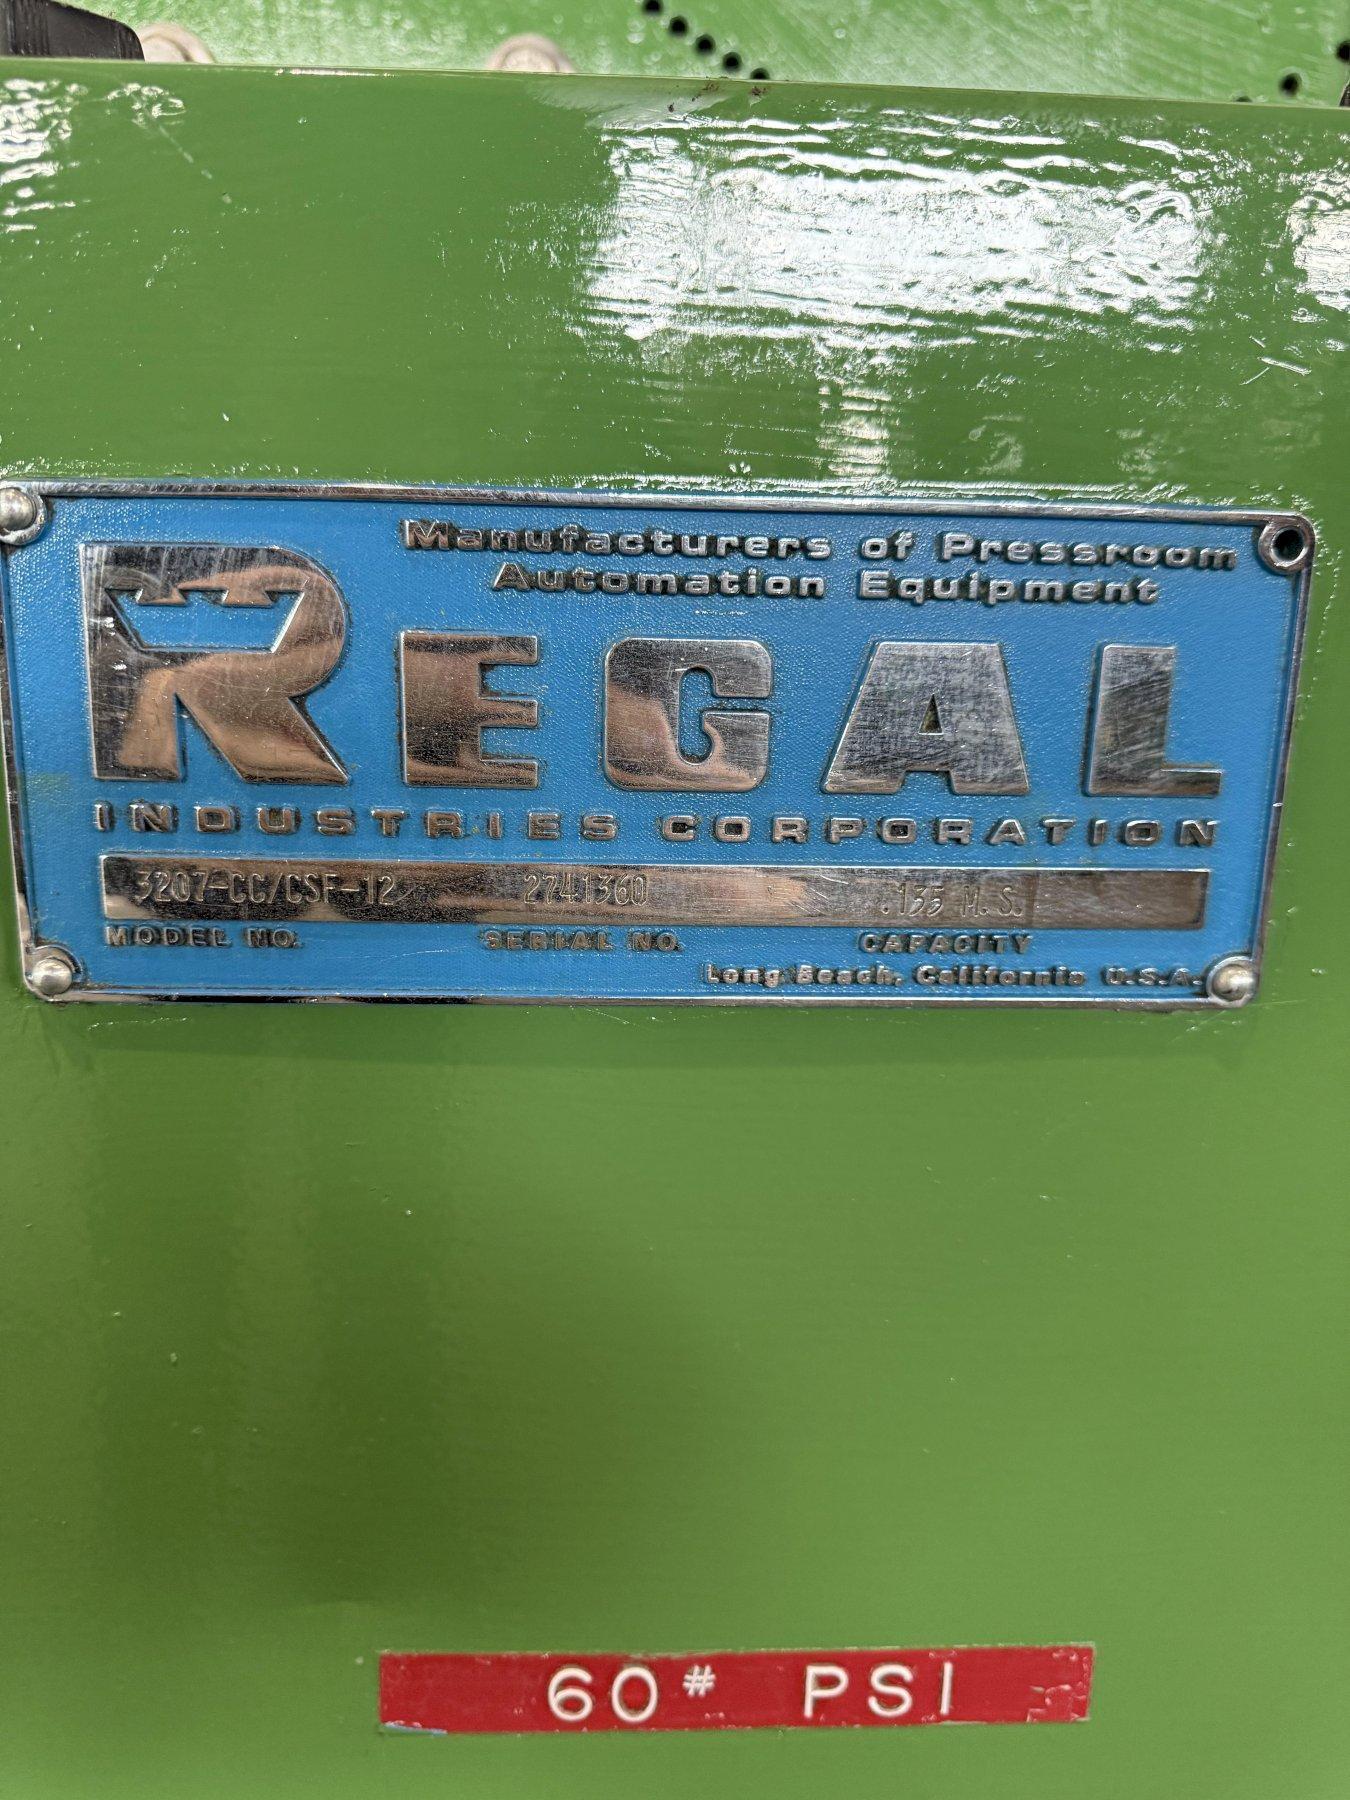 Manufacturers of Pressroom
Automation Equipment
REGAL
INDUSTRIES CORPORATION
3207-CC/CSF-12 2741360 .135 M.S.
MODEL NO. SERIAL NO. CAPACITY
Long Beach, California U.S.A.
60# PSI